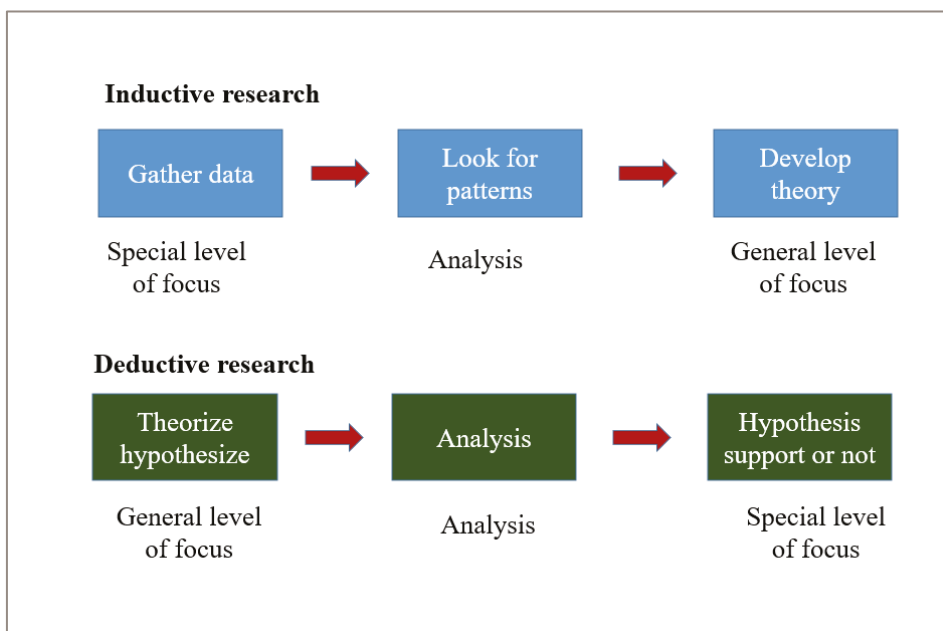 Inductive research
Gather data
Look for
patterns
Develop
theory
Special level
of focus
Analysis
General level
of focus
Deductive research
Theorize
hypothesize
Analysis
Hypothesis
support or not
General level
of focus
Analysis
Special level
of focus